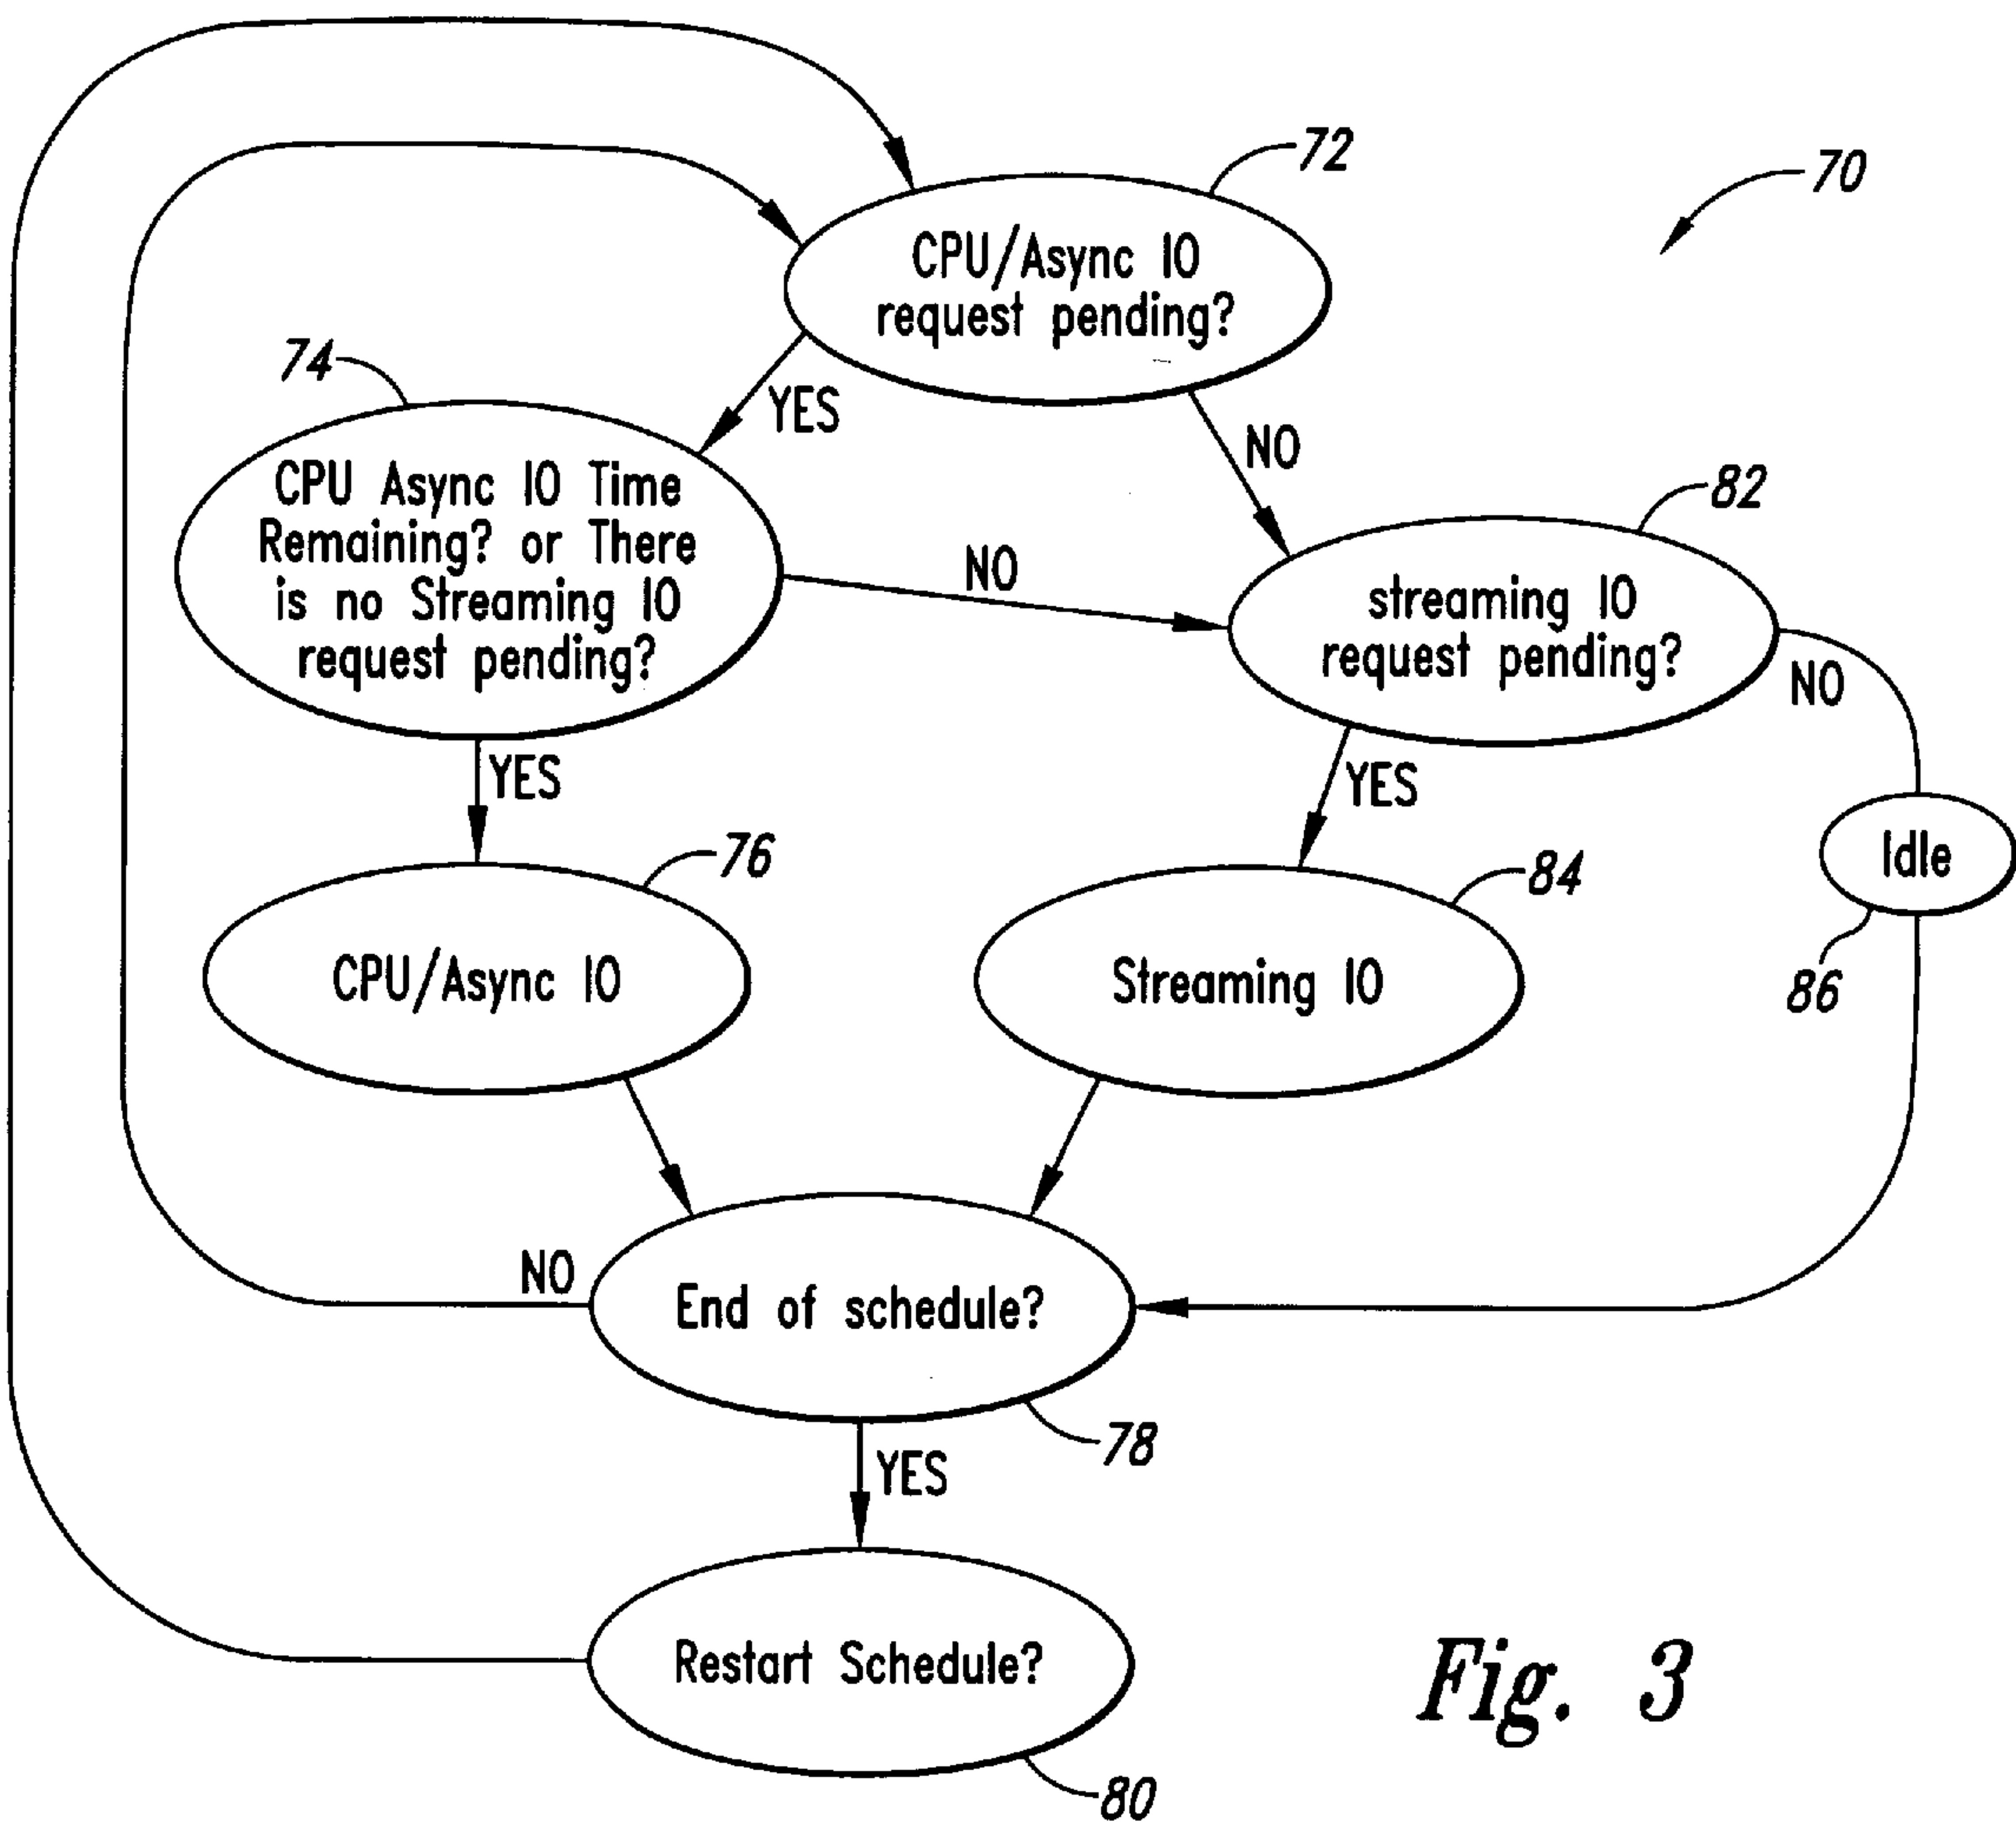 72
70
CPU/Async IO
request pending?
74
YES
NO
82
CPU Async IO Time
Remaining? or There
is no Streaming IO
request pending?
NO
streaming IO
request pending?
NO
YES
YES
76
84
Idle
CPU/Async IO
Streaming IO
86
NO
End of schedule?
78
YES
Restart Schedule?
80
Fig. 3